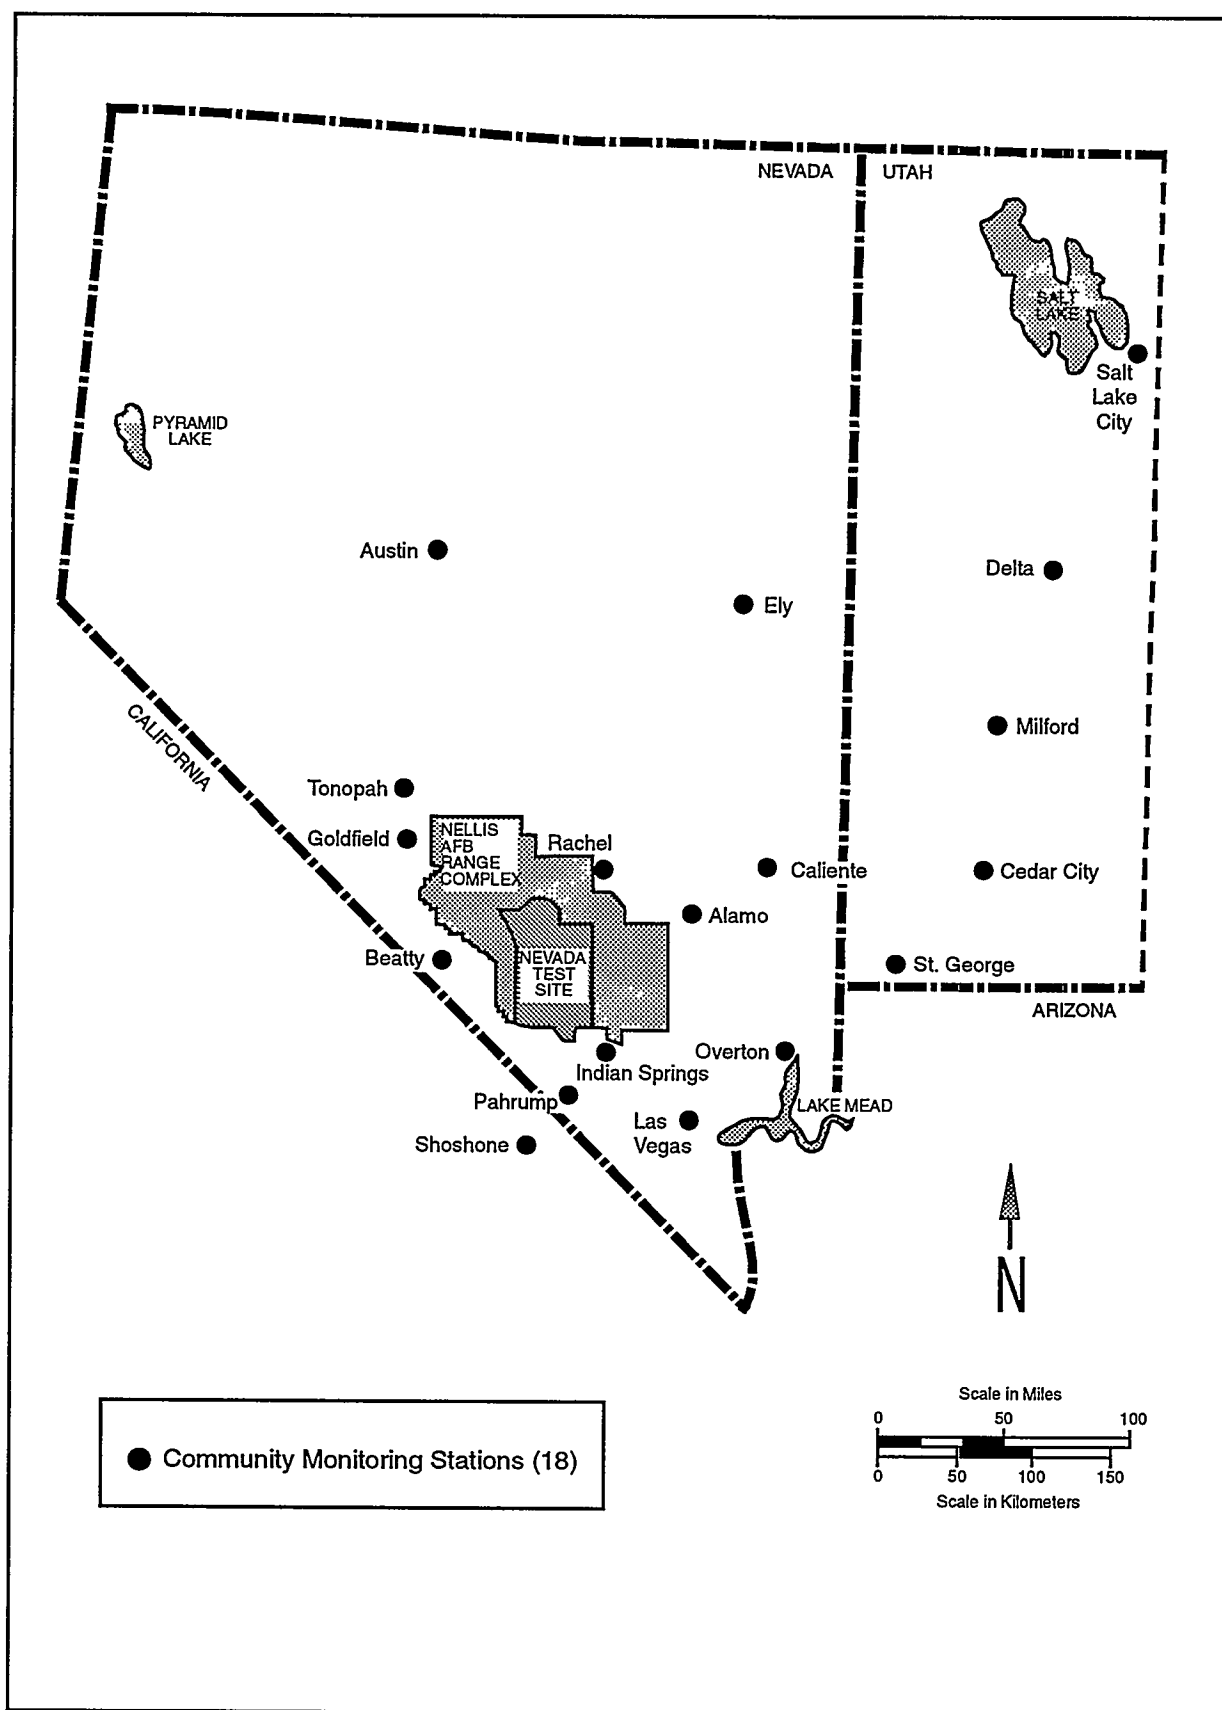 NEVADA
UTAH
SALT
LAKE
Salt
Lake
City
PYRAMID
LAKE
Austin
Delta
Ely
CALIFORNIA
Milford
Tonopah
Goldfield
NELLIS
AFB
RANGE
COMPLEX
Rachel
Caliente
Cedar City
Alamo
Beatty
NEVADA
TEST
SITE
St. George
ARIZONA
Overton
Indian Springs
Pahrump
LAKE MEAD
Las
Vegas
Shoshone
N
Scale in Miles
0 50 100
0 50 100 150
Scale in Kilometers
Community Monitoring Stations (18)